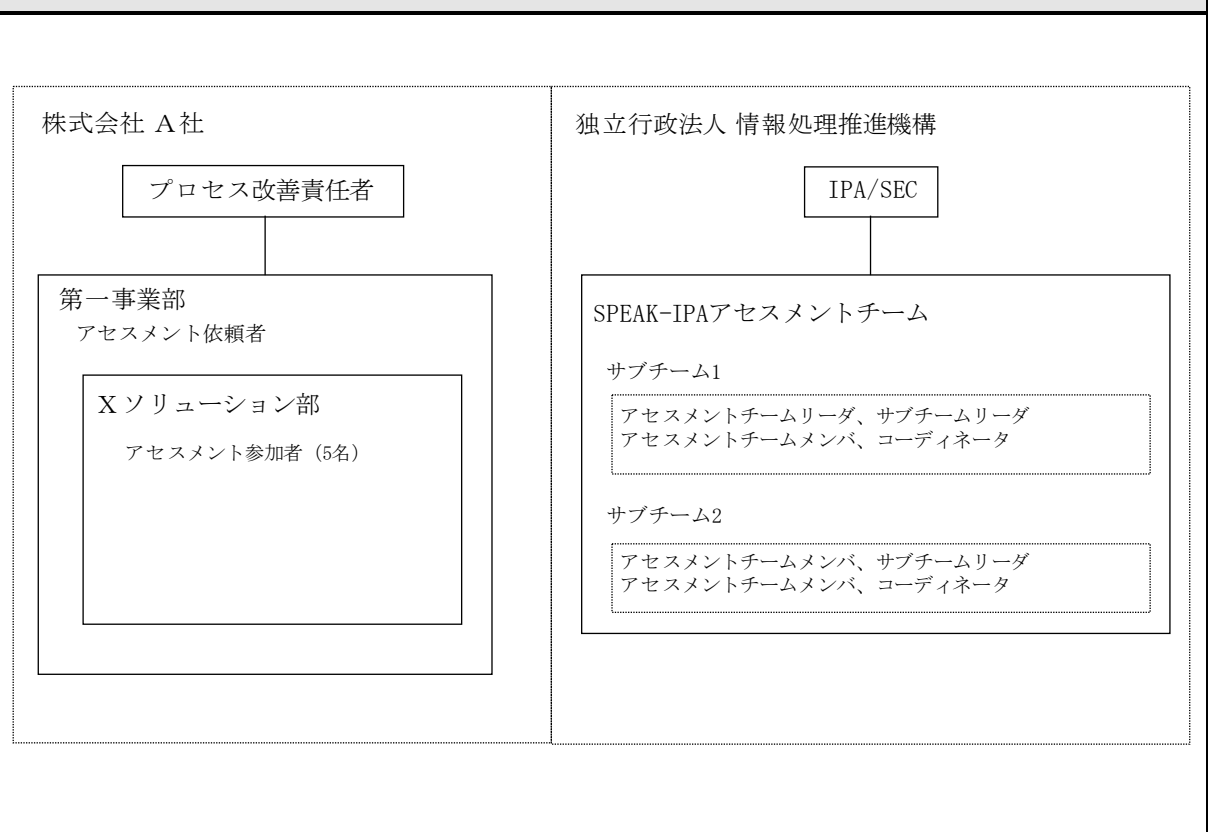 株式会社 A社
プロセス改善責任者
第一事業部
アセスメント依頼者
Xソリューション部
アセスメント参加者（5名）
独立行政法人 情報処理推進機構
IPA/SEC
SPEAK-IPAアセスメントチーム
サブチーム1
アセスメントチームリーダ、サブチームリーダ
アセスメントチームメンバ、コーディネータ
サブチーム2
アセスメントチームメンバ、サブチームリーダ
アセスメントチームメンバ、コーディネータ